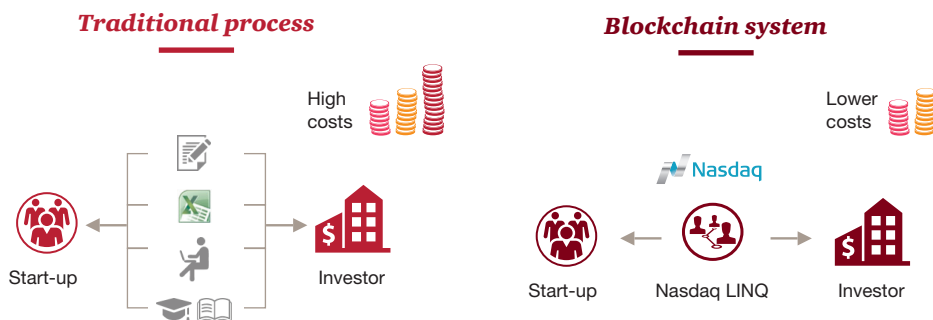 Traditional process
High
costs
Start-up
Investor
Blockchain system
Lower
costs
Nasdaq
Start-up
Nasdaq LINQ
Investor